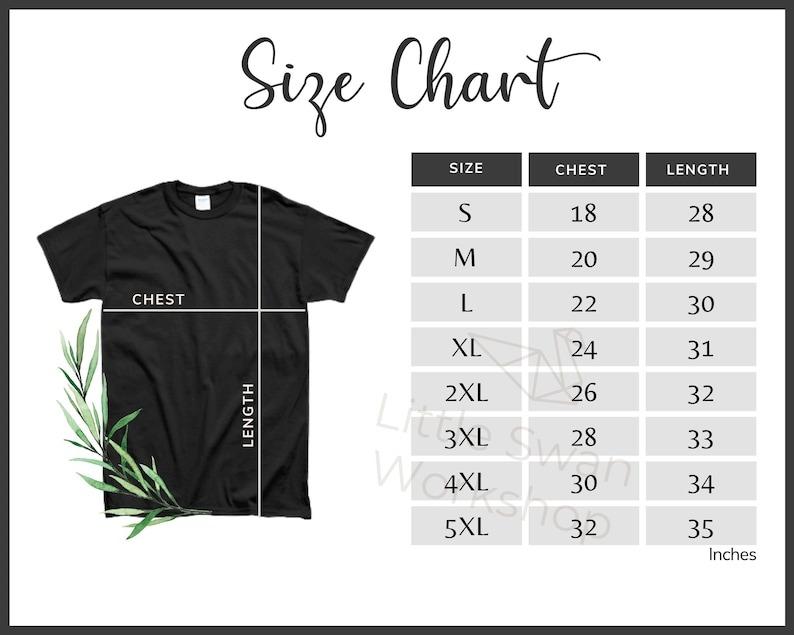 Size Chart
SIZE CHEST LENGTH
S 18 28
M 20 29
L 22 30
XL 24 31
2XL 26 32
3XL 28 33
4XL 30 34
5XL 32 35
Inches
CHEST
LENGTH
Little Swan
Workshop